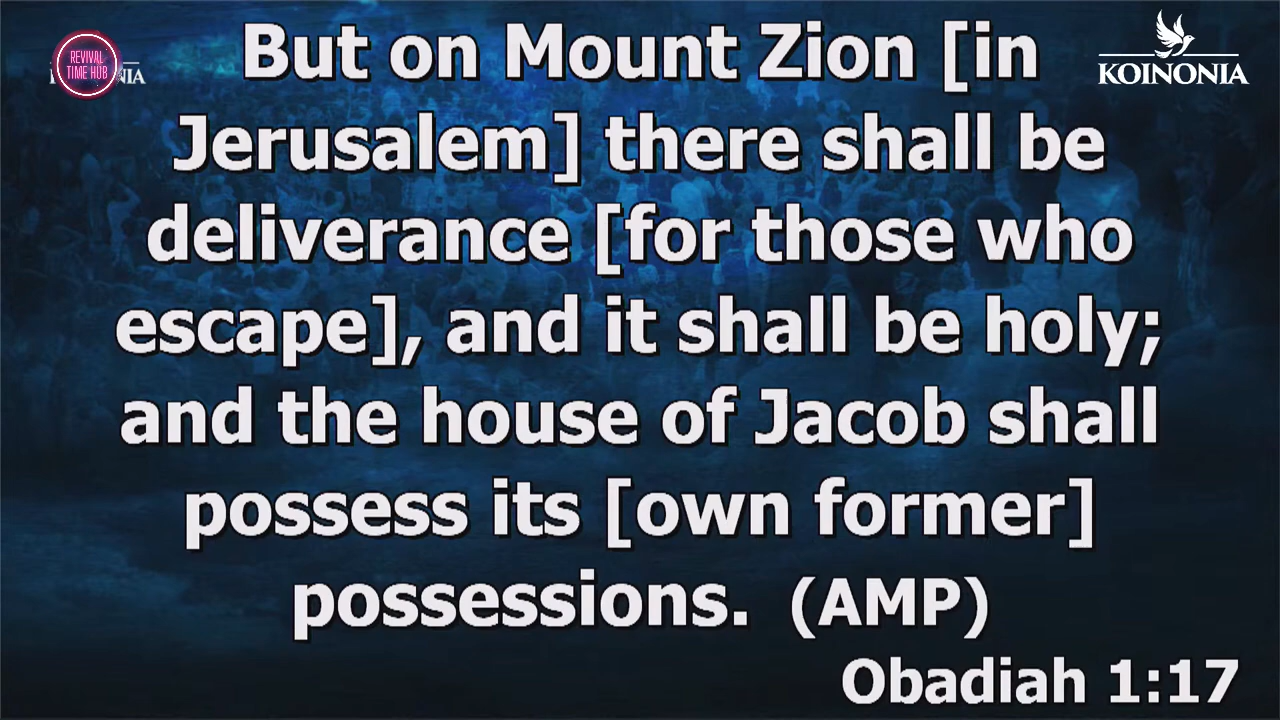 REVIVAL
TIME HUB
NIA
KOINONIA
But on Mount Zion [in
Jerusalem] there shall be
deliverance [for those who
escape], and it shall be holy;
and the house of Jacob shall
possess its [own former]
possessions. (AMP)
Obadiah 1:17